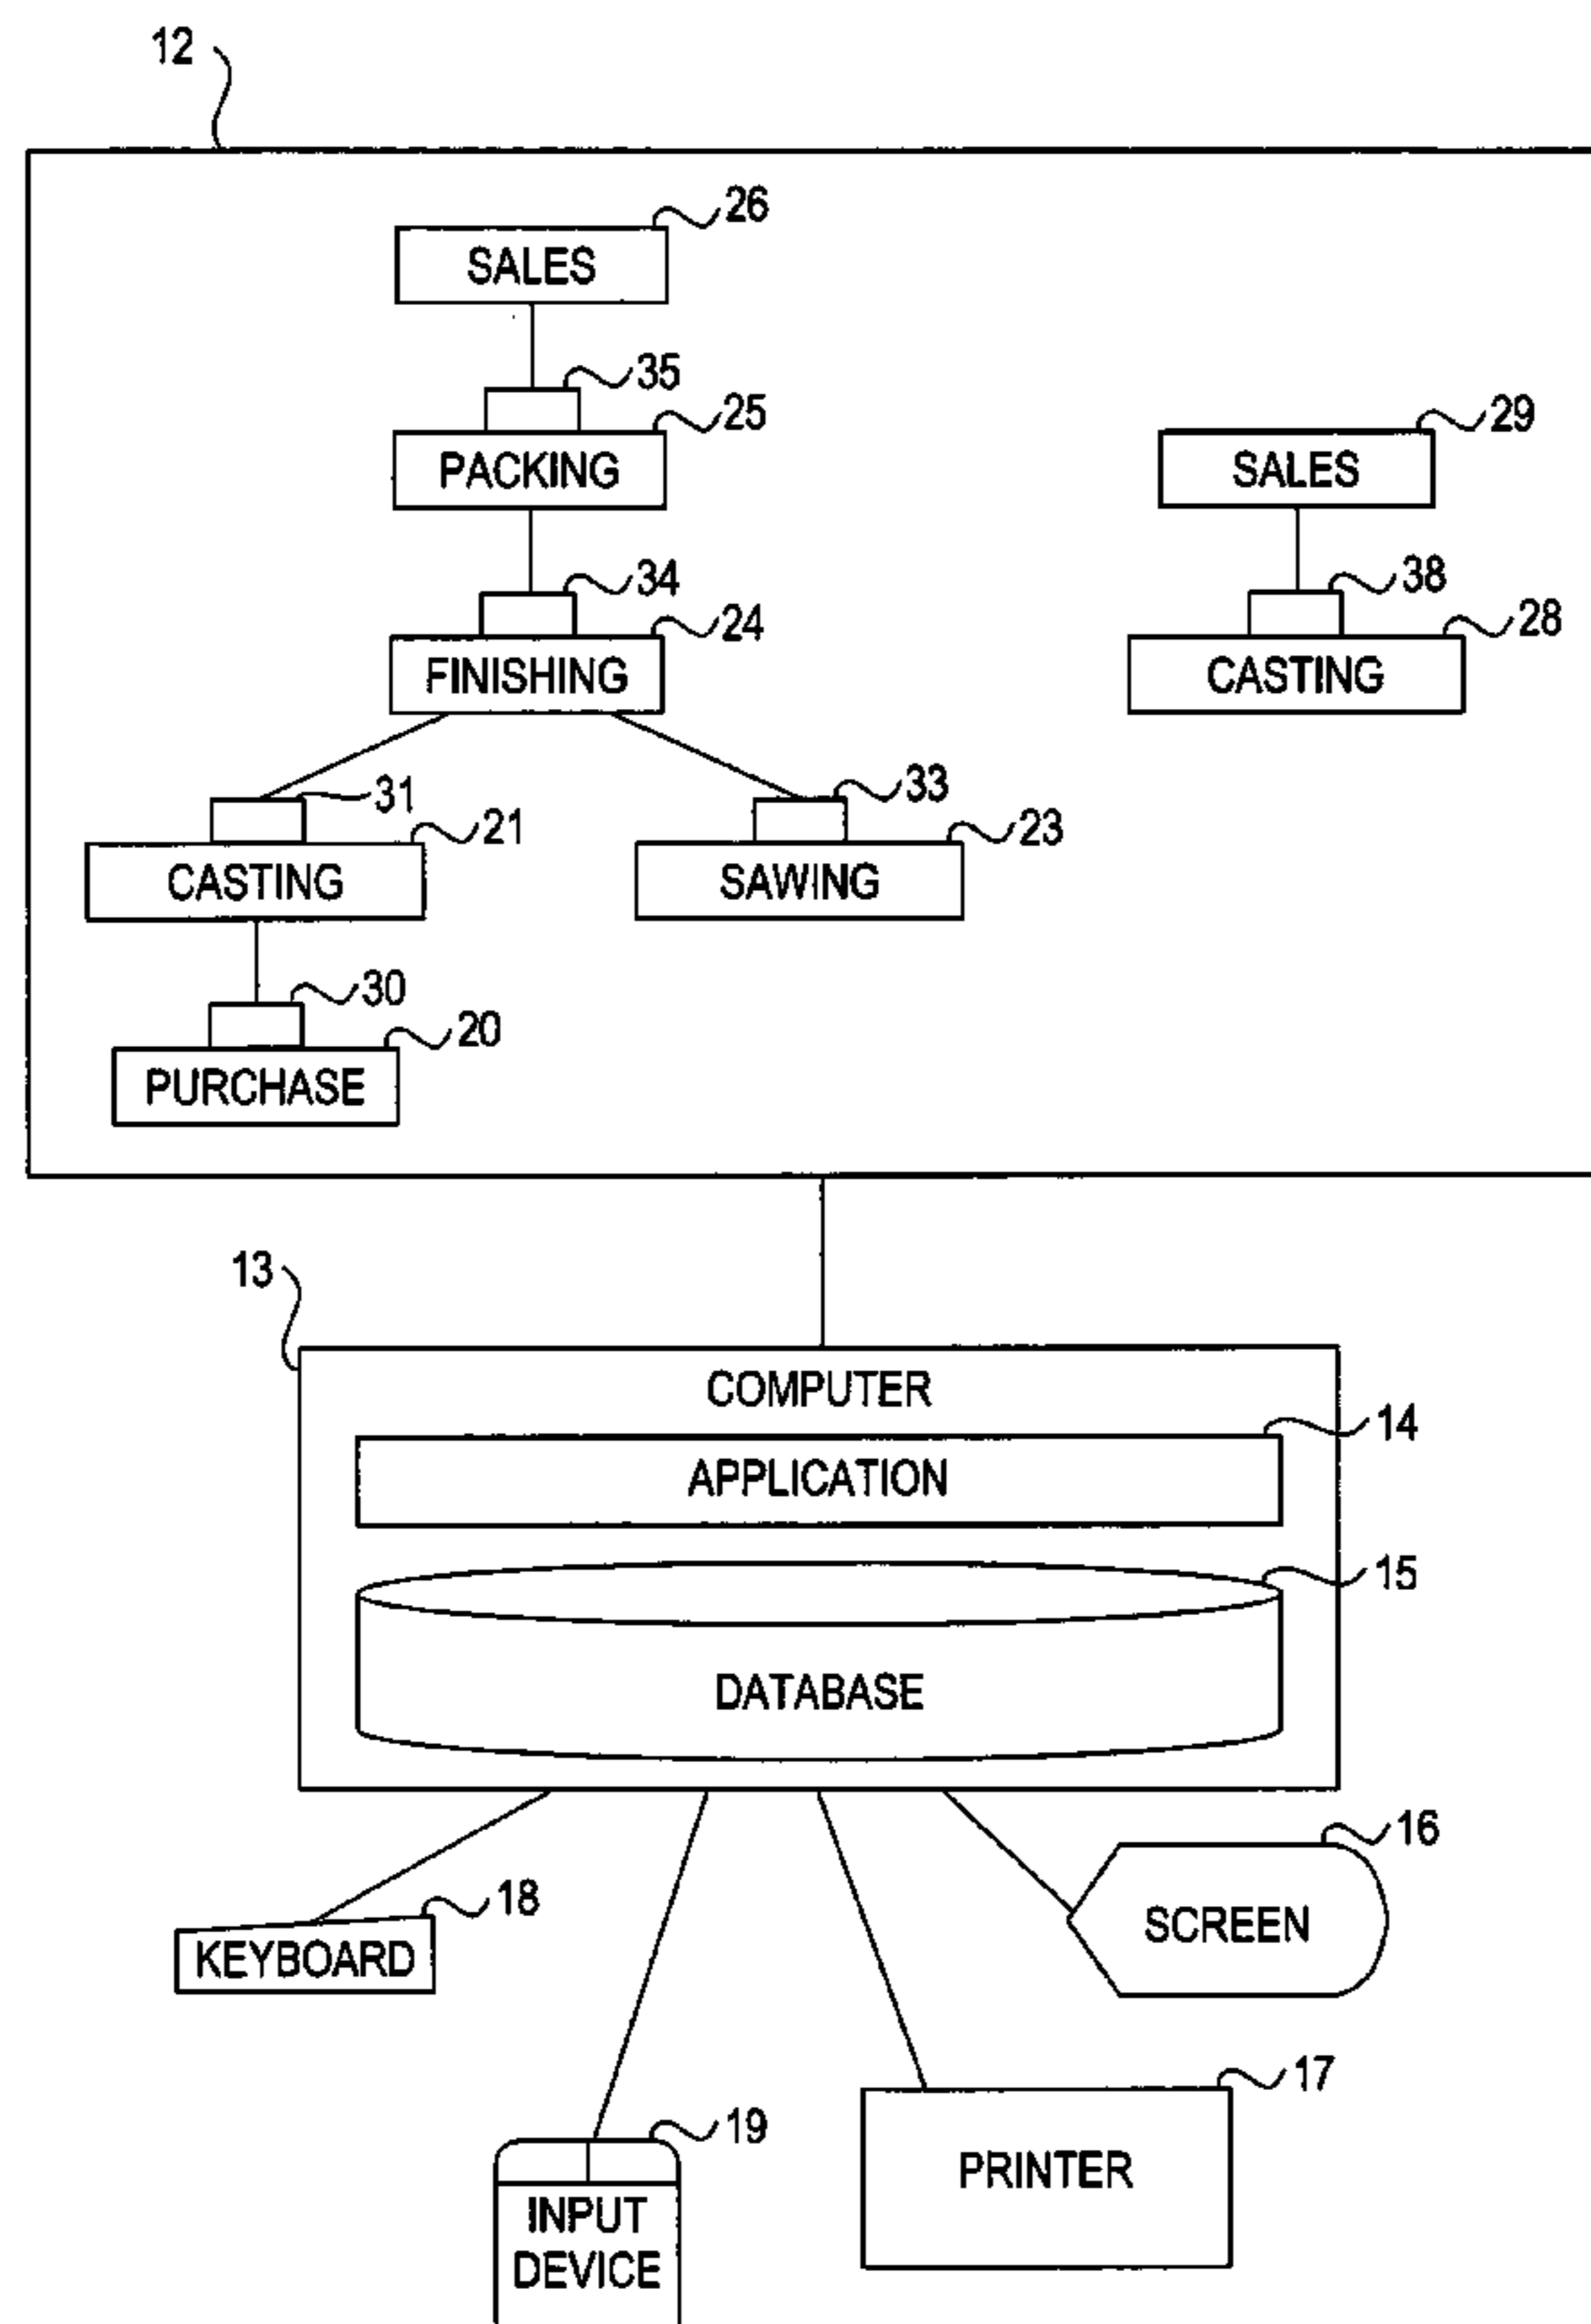 12
26
SALES
35
25
PACKING
29
SALES
34
24
FINISHING
38
28
CASTING
31
21
CASTING
33
23
SAWING
30
20
PURCHASE
13
COMPUTER
14
APPLICATION
15
DATABASE
16
SCREEN
18
KEYBOARD
17
PRINTER
19
INPUT
DEVICE